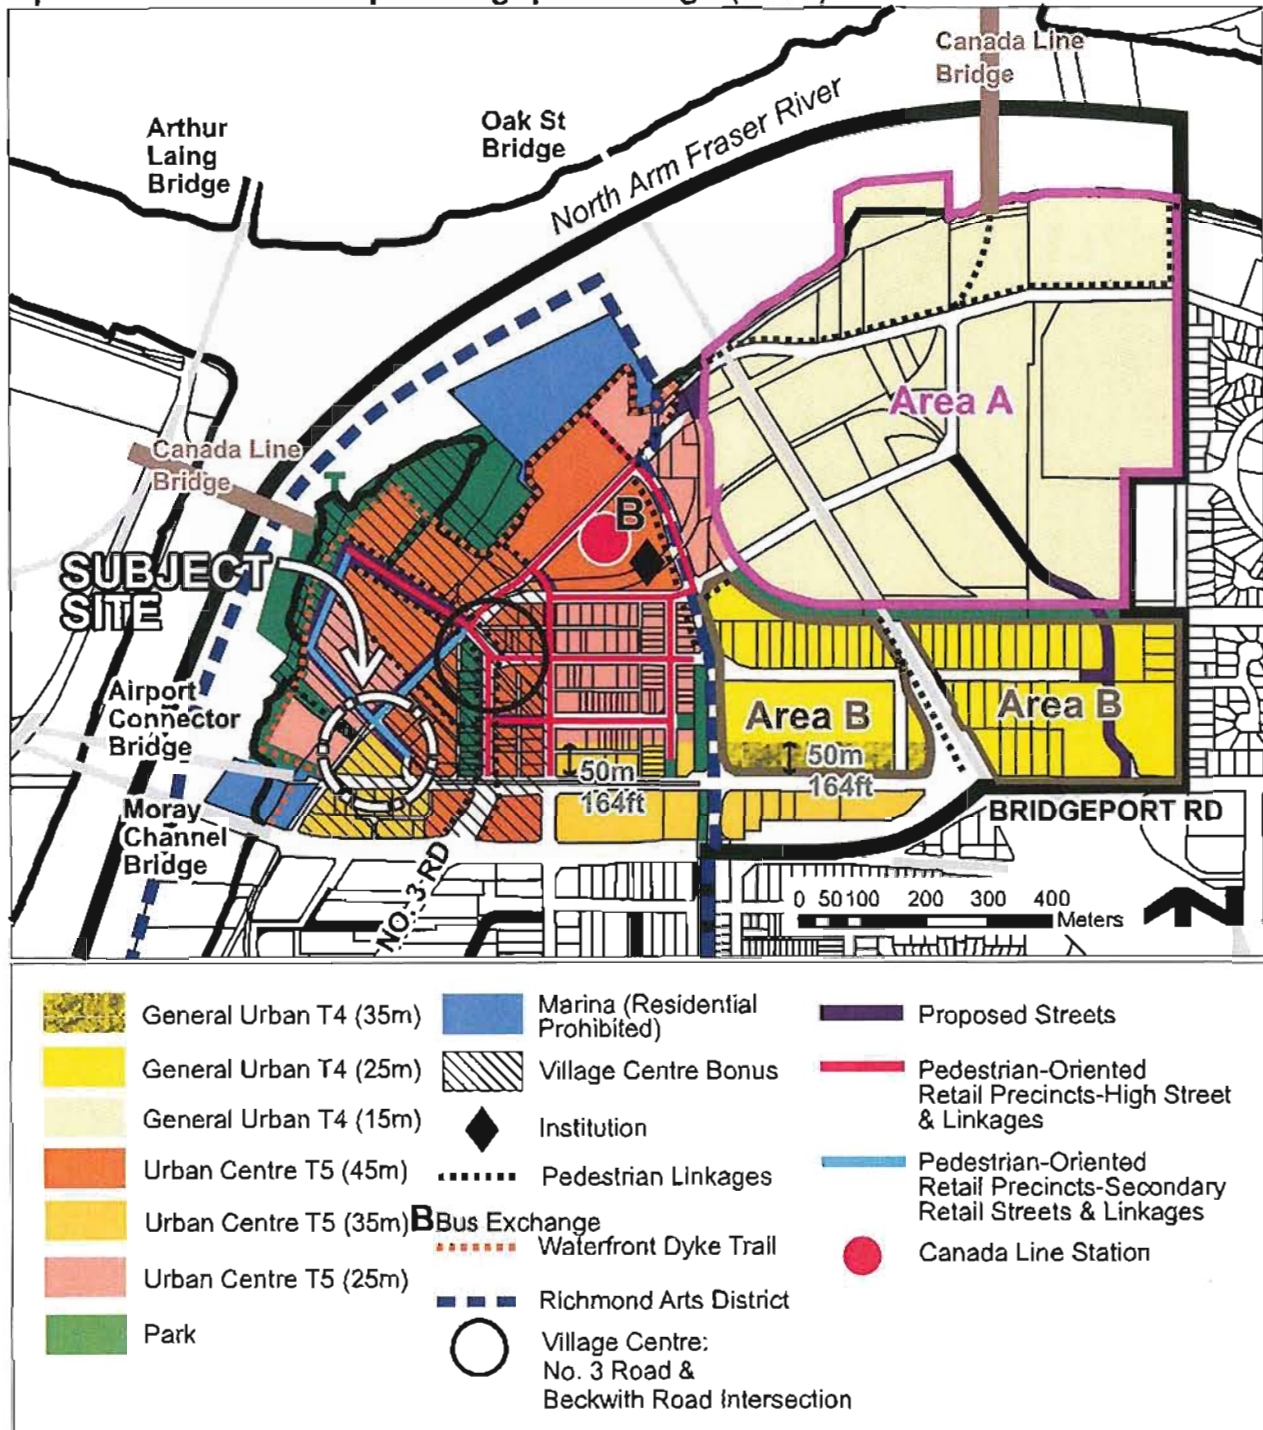 Canada Line
Bridge
Arthur
Laing
Bridge
Oak St
Bridge
North Arm Fraser River
Area A
Canada Line
Bridge
T
B
SUBJECT
SITE
Airport
Connector
Bridge
Area B
Area B
50m
164ft
50m
164ft
Moray
Channel
Bridge
BRIDGEPORT RD
NO. 3 RD
0 50 100 200 300 400
Meters
General Urban T4 (35m)
General Urban T4 (25m)
General Urban T4 (15m)
Urban Centre T5 (45m)
Urban Centre T5 (35m)
Urban Centre T5 (25m)
Park
Marina (Residential
Prohibited)
Village Centre Bonus
Institution
Pedestrian Linkages
B Bus Exchange
Waterfront Dyke Trail
Richmond Arts District
Village Centre:
No. 3 Road &
Beckwith Road Intersection
Proposed Streets
Pedestrian-Oriented
Retail Precincts-High Street
& Linkages
Pedestrian-Oriented
Retail Precincts-Secondary
Retail Streets & Linkages
Canada Line Station